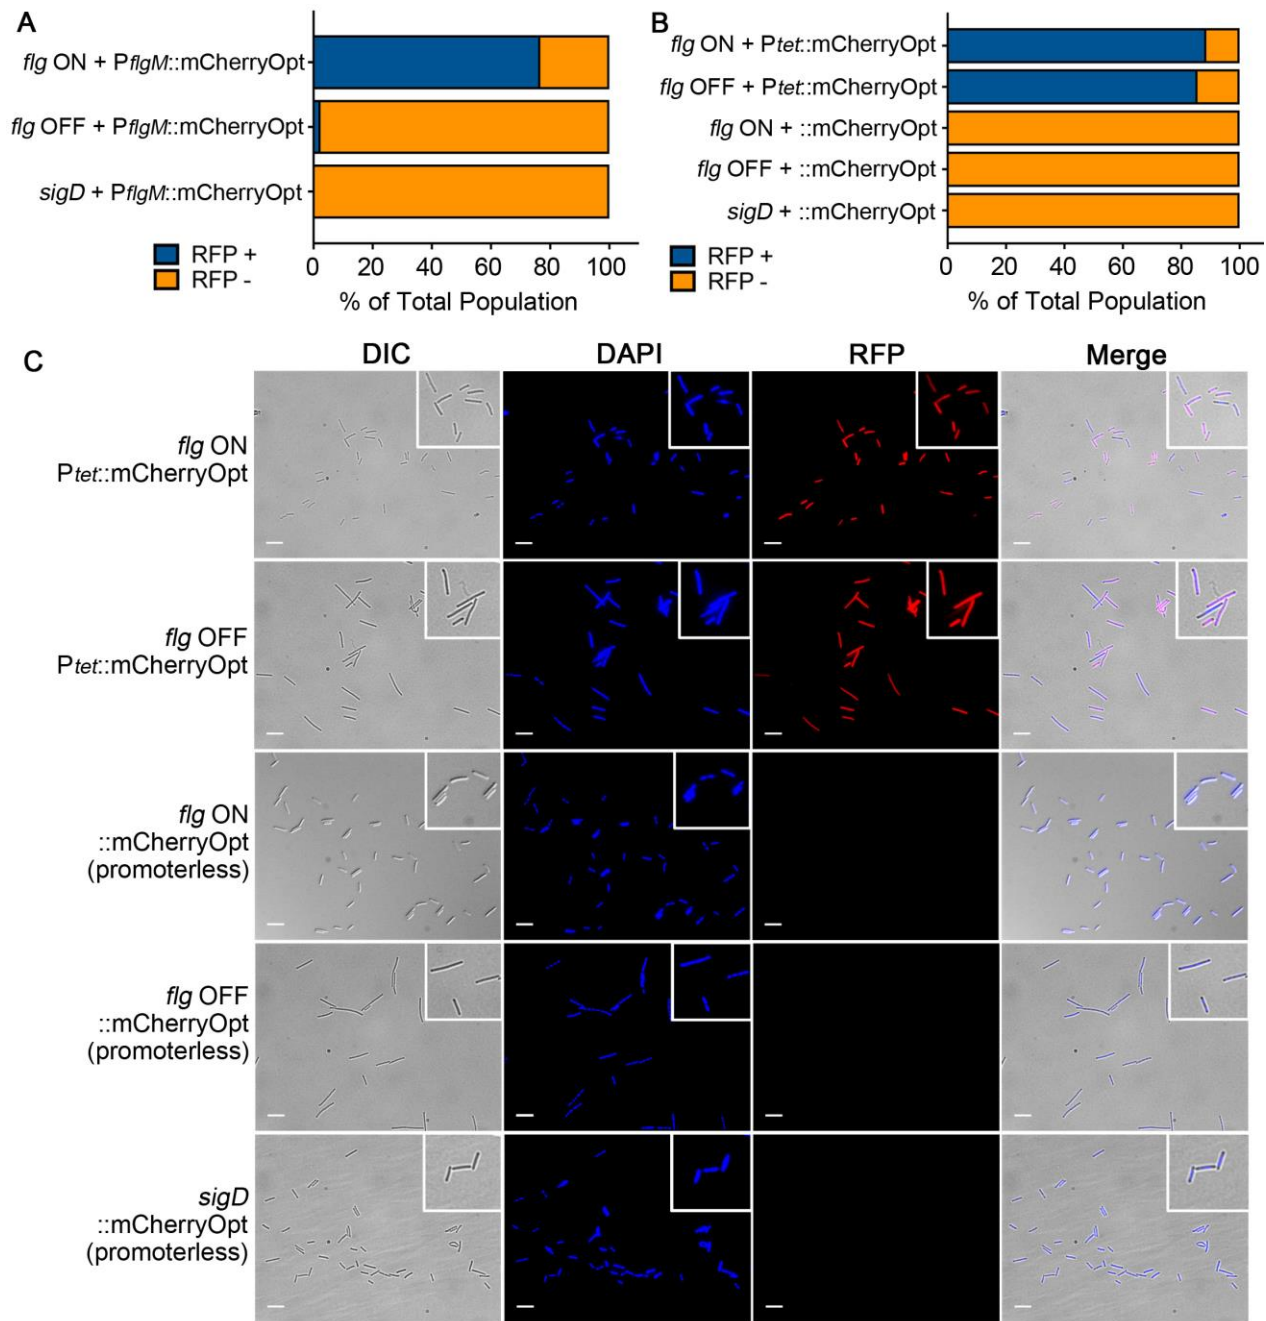 A
flg ON + PflgM::mCherryOpt
flg OFF + PflgM::mCherryOpt
sigD + PflgM::mCherryOpt
RFP +
RFP -
0 20 40 60 80 100
% of Total Population
B
flg ON + Ptet::mCherryOpt
flg OFF + Ptet::mCherryOpt
flg ON + ::mCherryOpt
flg OFF + ::mCherryOpt
sigD + ::mCherryOpt
RFP +
RFP -
0 20 40 60 80 100
% of Total Population
C
DIC DAPI RFP Merge
flg ON
Ptet::mCherryOpt
flg OFF
Ptet::mCherryOpt
flg ON
::mCherryOpt
(promoterless)
flg OFF
::mCherryOpt
(promoterless)
sigD
::mCherryOpt
(promoterless)